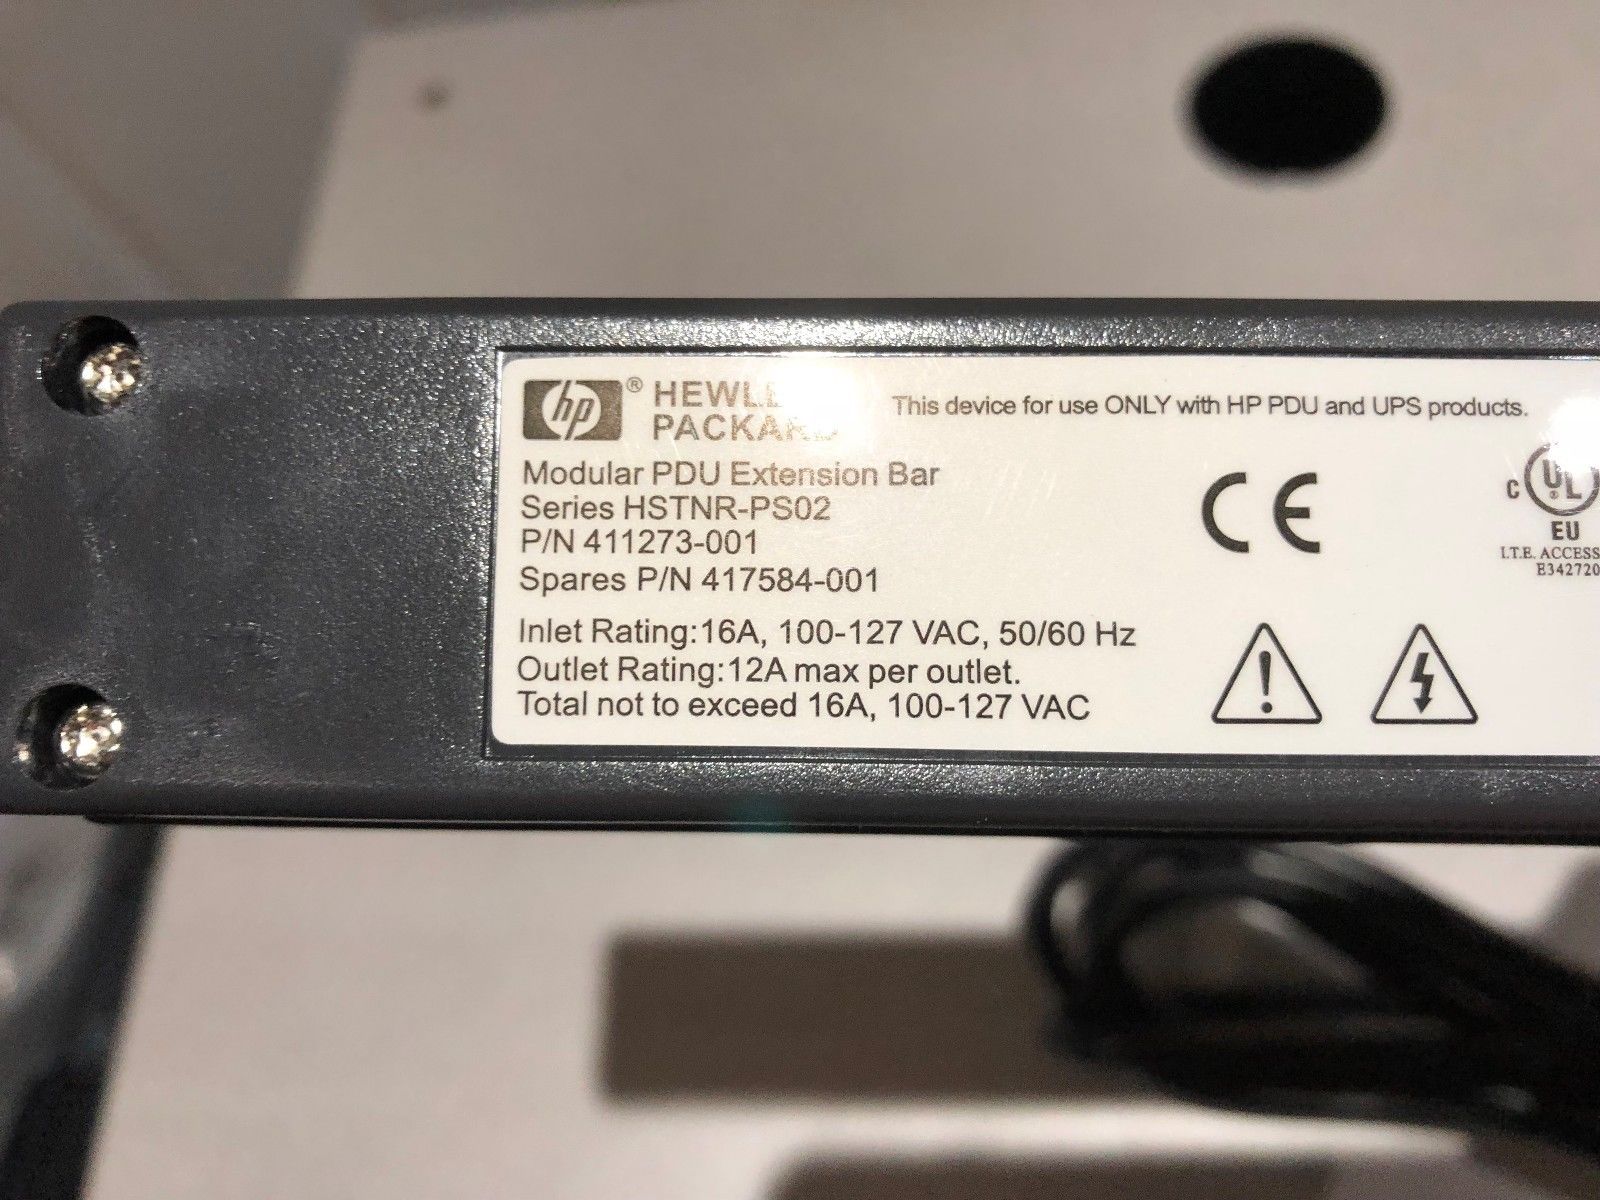 hp ® HEWLE
PACKARD
This device for use ONLY with HP PDU and UPS products.
Modular PDU Extension Bar
Series HSTNR-PS02
P/N 411273-001
Spares P/N 417584-001
Inlet Rating:16A, 100-127 VAC, 50/60 Hz
Outlet Rating:12A max per outlet.
Total not to exceed 16A, 100-127 VAC
CE
C UL
EU
I.T.E. ACCESS
E342720